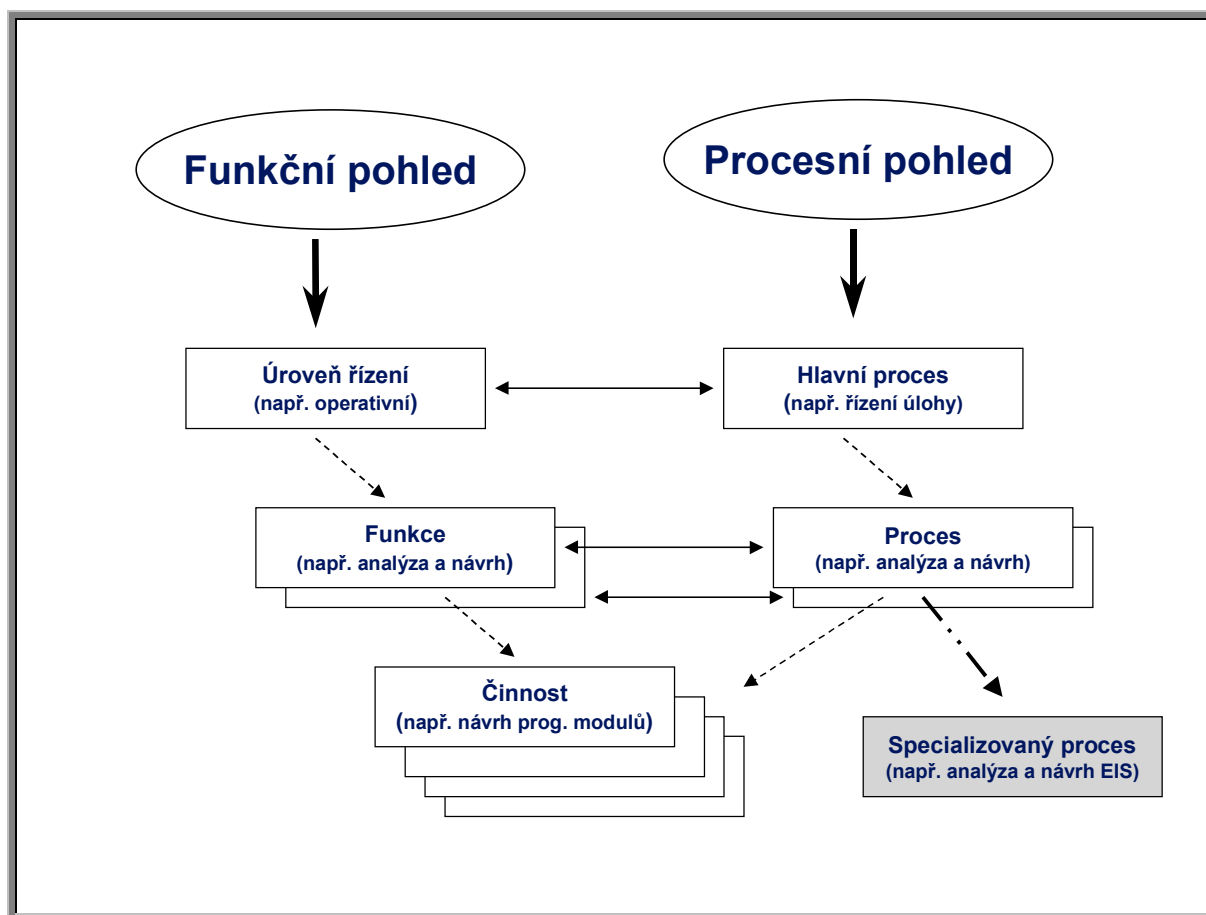 Funkční pohled
Procesní pohled
Úroveň řízení
(např. operativní)
Hlavní proces
(např. řízení úlohy)
Funkce
(např. analýza a návrh)
Proces
(např. analýza a návrh)
Činnost
(např. návrh prog. modulů)
Specializovaný proces
(např. analýza a návrh EIS)